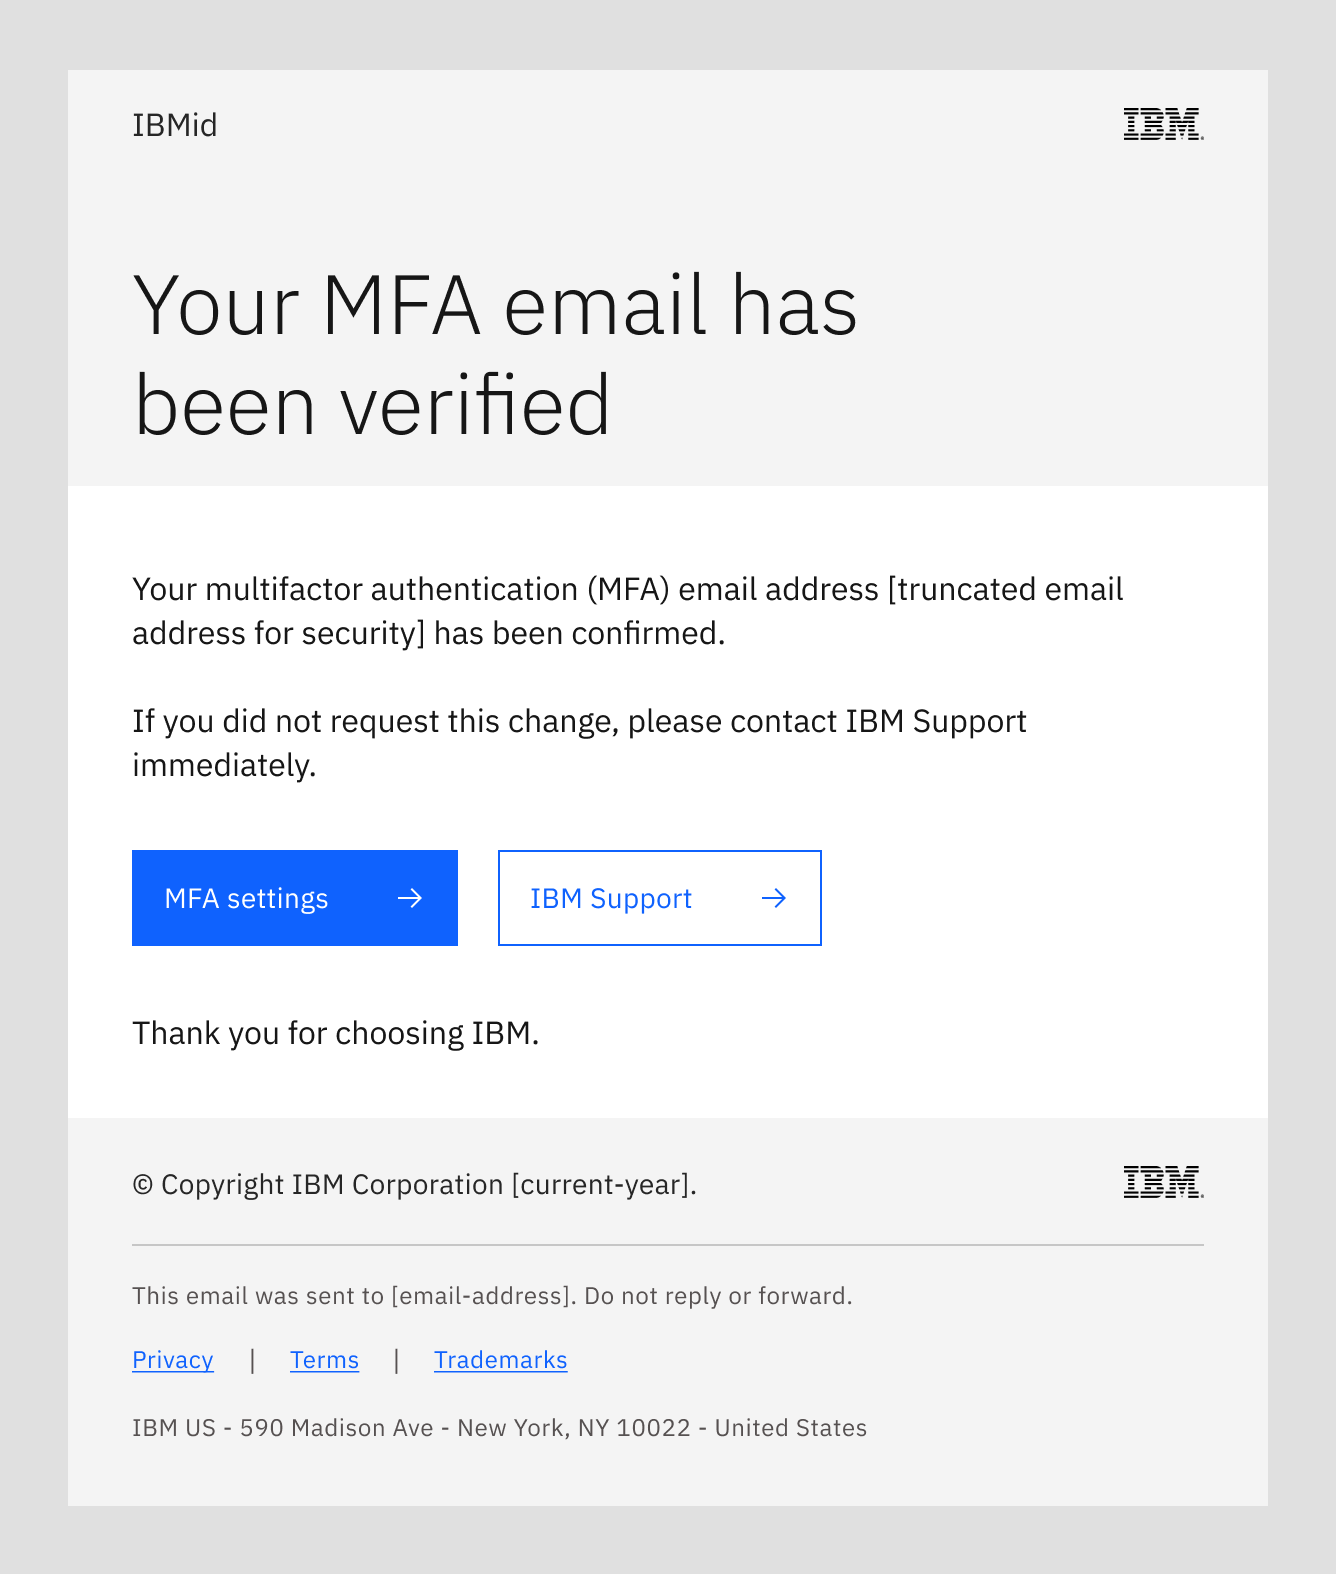 IBMid
IBM
Your MFA email has
been verified
Your multifactor authentication (MFA) email address [truncated email
address for security] has been confirmed.
If you did not request this change, please contact IBM Support
immediately.
MFA settings → IBM Support →
Thank you for choosing IBM.
© Copyright IBM Corporation [current-year].
IBM
This email was sent to [email-address]. Do not reply or forward.
Privacy | Terms | Trademarks
IBM US - 590 Madison Ave - New York, NY 10022 - United States